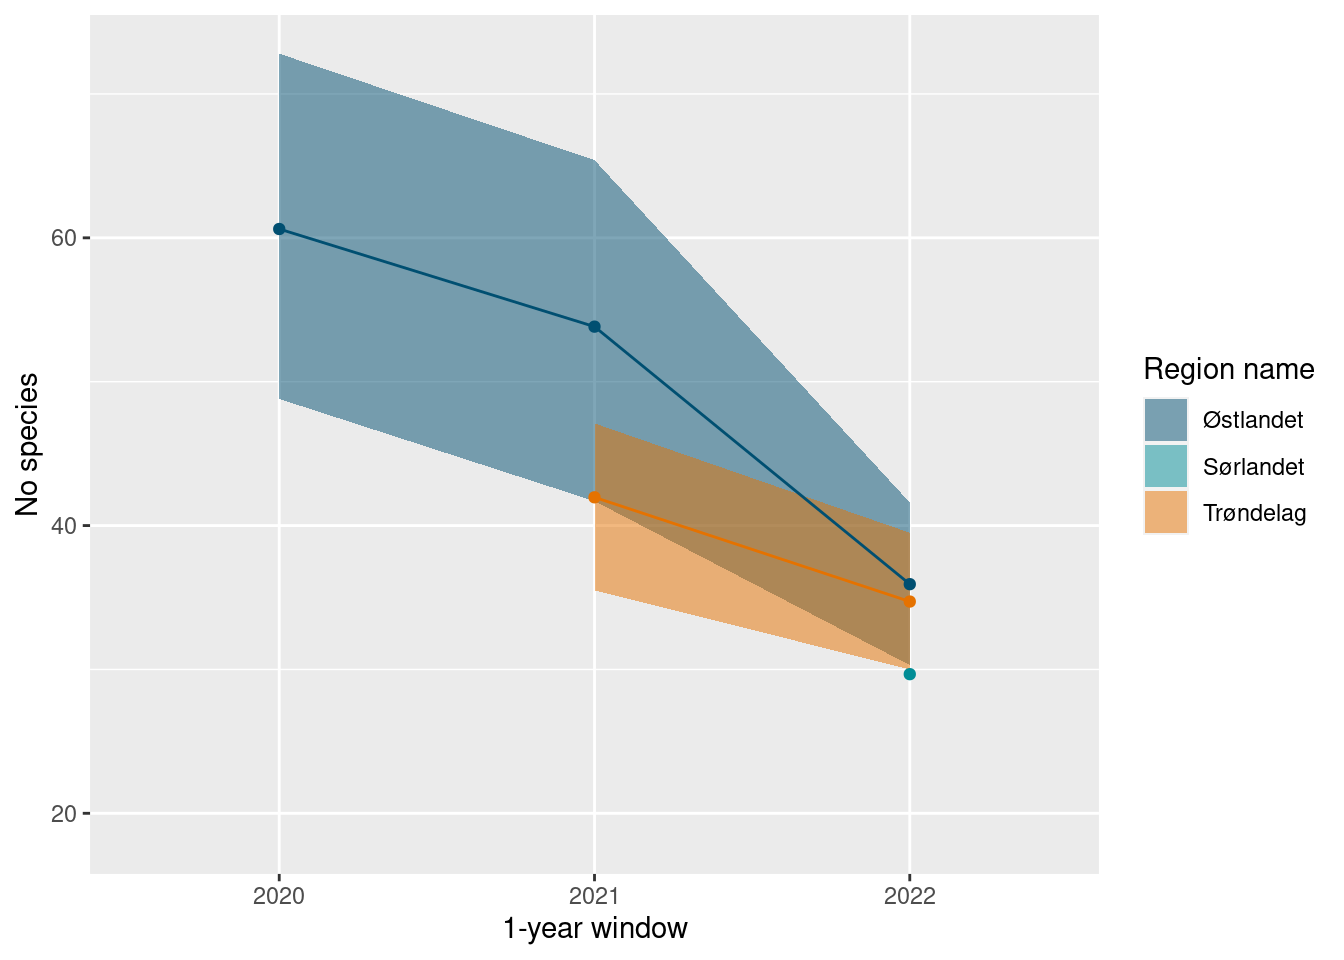 No species
60
40
20
2020
2021
2022
1-year window
Region name
Østlandet
Sørlandet
Trøndelag